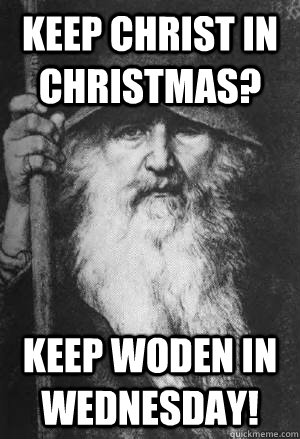 KEEP CHRIST IN
CHRISTMAS?
KEEP WODEN IN
WEDNESDAY!
quickmeme.com